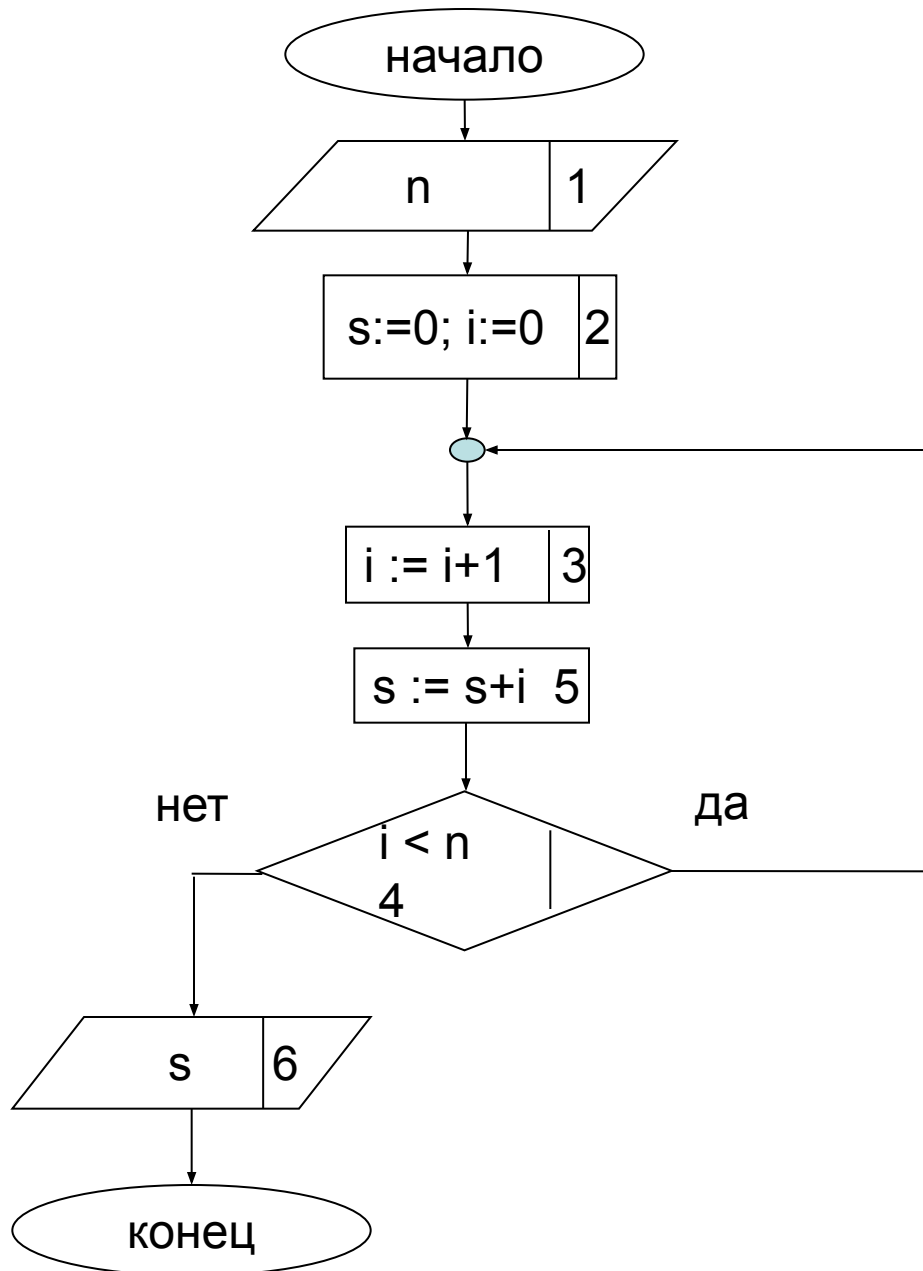 начало
n 1
s:=0; i:=0 2
i := i+1 3
s := s+i 5
нет
да
i < n
4
s 6
конец